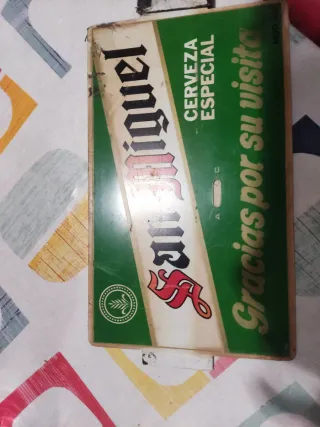 San Miguel
CERVEZA
ESPECIAL
A C
Gracias por su visita